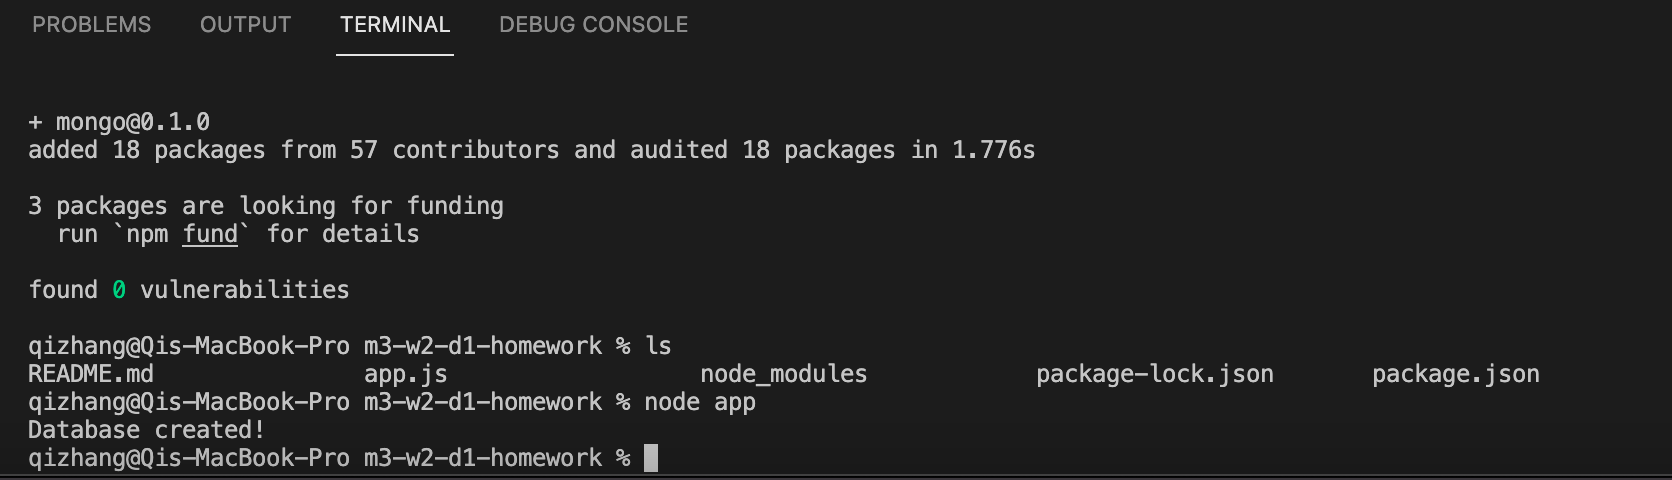 PROBLEMS OUTPUT TERMINAL DEBUG CONSOLE
+ mongo@0.1.0
added 18 packages from 57 contributors and audited 18 packages in 1.776s
3 packages are looking for funding
run `npm fund` for details
found 0 vulnerabilities
qizhang@Qis-MacBook-Pro m3-w2-d1-homework % ls
README.md app.js node_modules package-lock.json package.json
qizhang@Qis-MacBook-Pro m3-w2-d1-homework % node app
Database created!
qizhang@Qis-MacBook-Pro m3-w2-d1-homework %